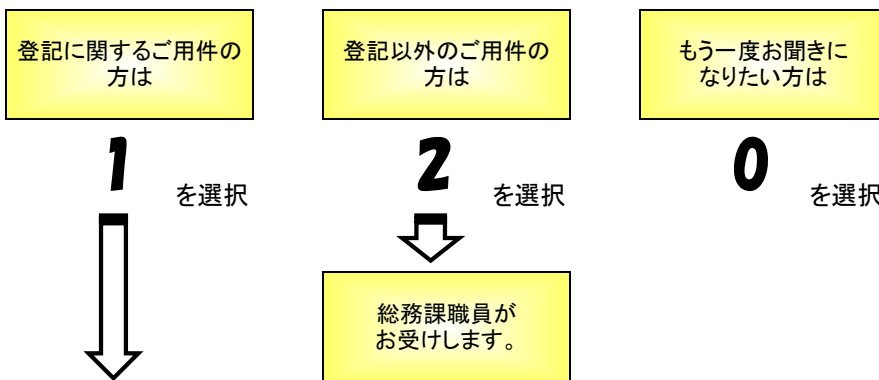 登記に関するご用件の
方は
登記以外のご用件の
方は
もう一度お聞きに
なりたい方は
1 を選択
2 を選択
0 を選択
総務課職員が
お受けします。